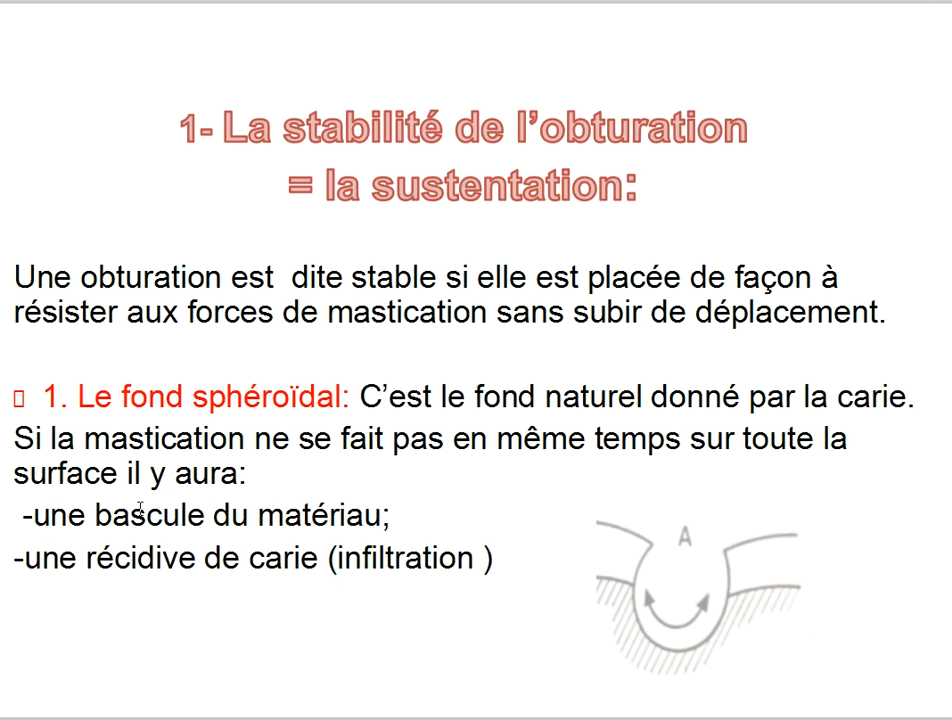 1- La stabilité de l’obturation
= la sustentation:
Une obturation est dite stable si elle est placée de façon à
résister aux forces de mastication sans subir de déplacement.
1. Le fond sphéroïdal: C’est le fond naturel donné par la carie.
Si la mastication ne se fait pas en même temps sur toute la
surface il y aura:
-une bascule du matériau;
-une récidive de carie (infiltration )
A